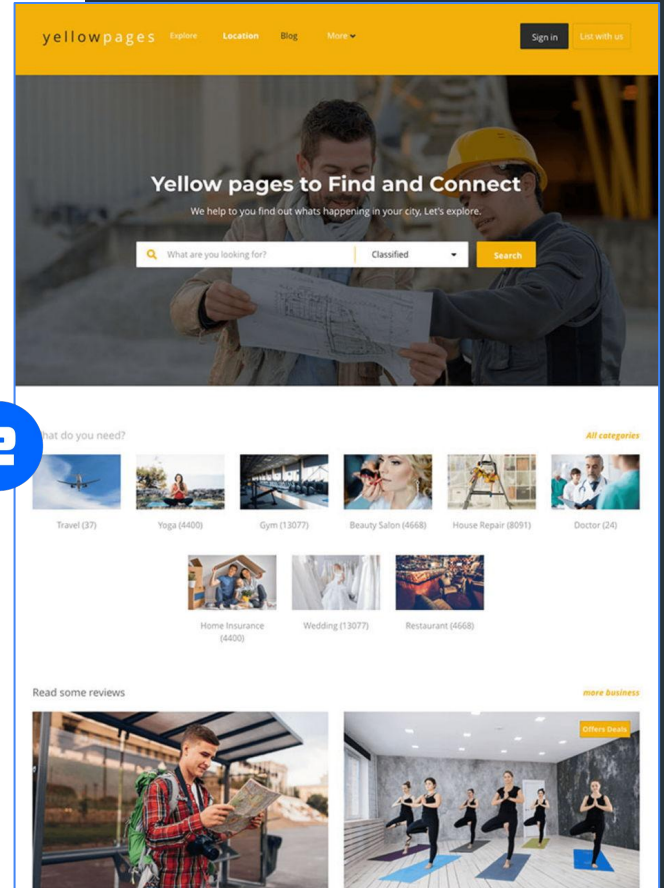 yellowpages Explore Location Blog More Sign in List with us
Yellow pages to Find and Connect
We help to you find out whats happening in your city, Let's explore.
What are you looking for? Classified Search
hat do you need? All cotegories
Travel (37) Yoga (4400) Gym (13077) Beauty Salon (4668) House Repair (8091) Doctor (24)
Home Insurance
(4400)
Wedding (13077) Restaurant (4668)
Read some reviews more business
Offers Deals